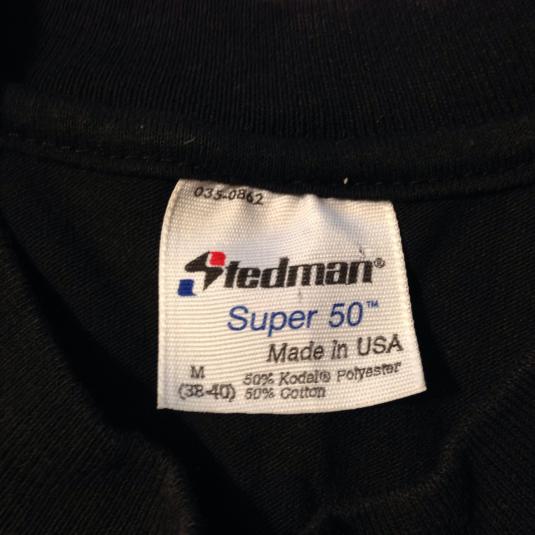 035-0862
Stedman®
Super 50™
Made in USA
M 50% Kodel® Polyester
(38-40) 50% Cotton